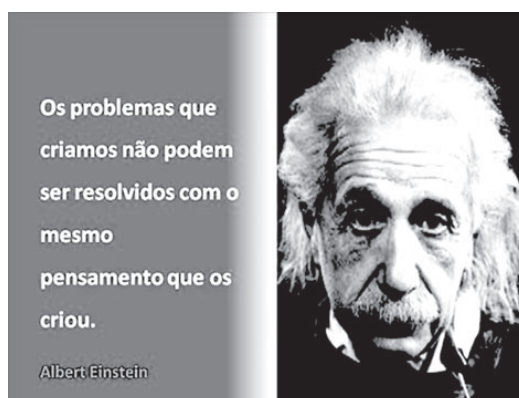 Os problemas que
criamos não podem
ser resolvidos com o
mesmo
pensamento que os
criou.
Albert Einstein